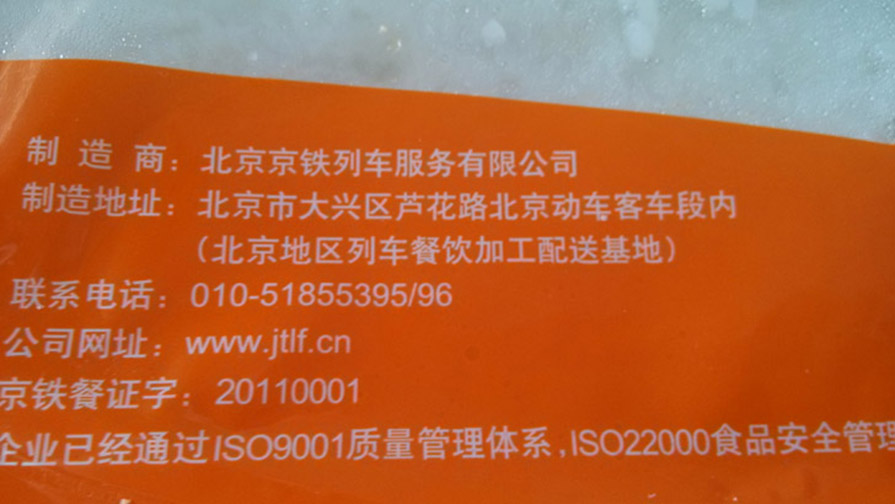 制造商：北京京铁列车服务有限公司
制造地址：北京市大兴区芦花路北京动车客车段内
（北京地区列车餐饮加工配送基地）
联系电话：010-51855395/96
公司网址：www.jtlf.cn
京铁餐证字：20110001
企业已经通过ISO9001质量管理体系,ISO22000食品安全管理